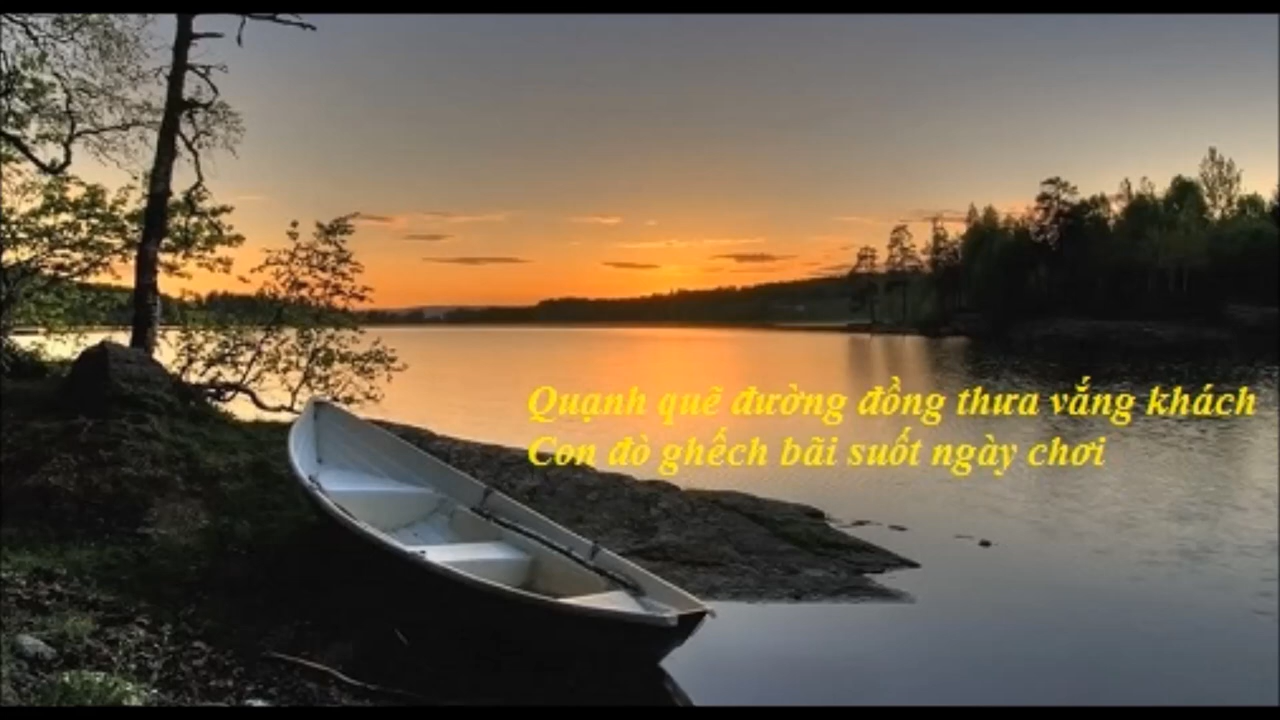 Quạnh quẽ đường đồng thưa vắng khách
Con đò ghếch bãi suốt ngày chơi